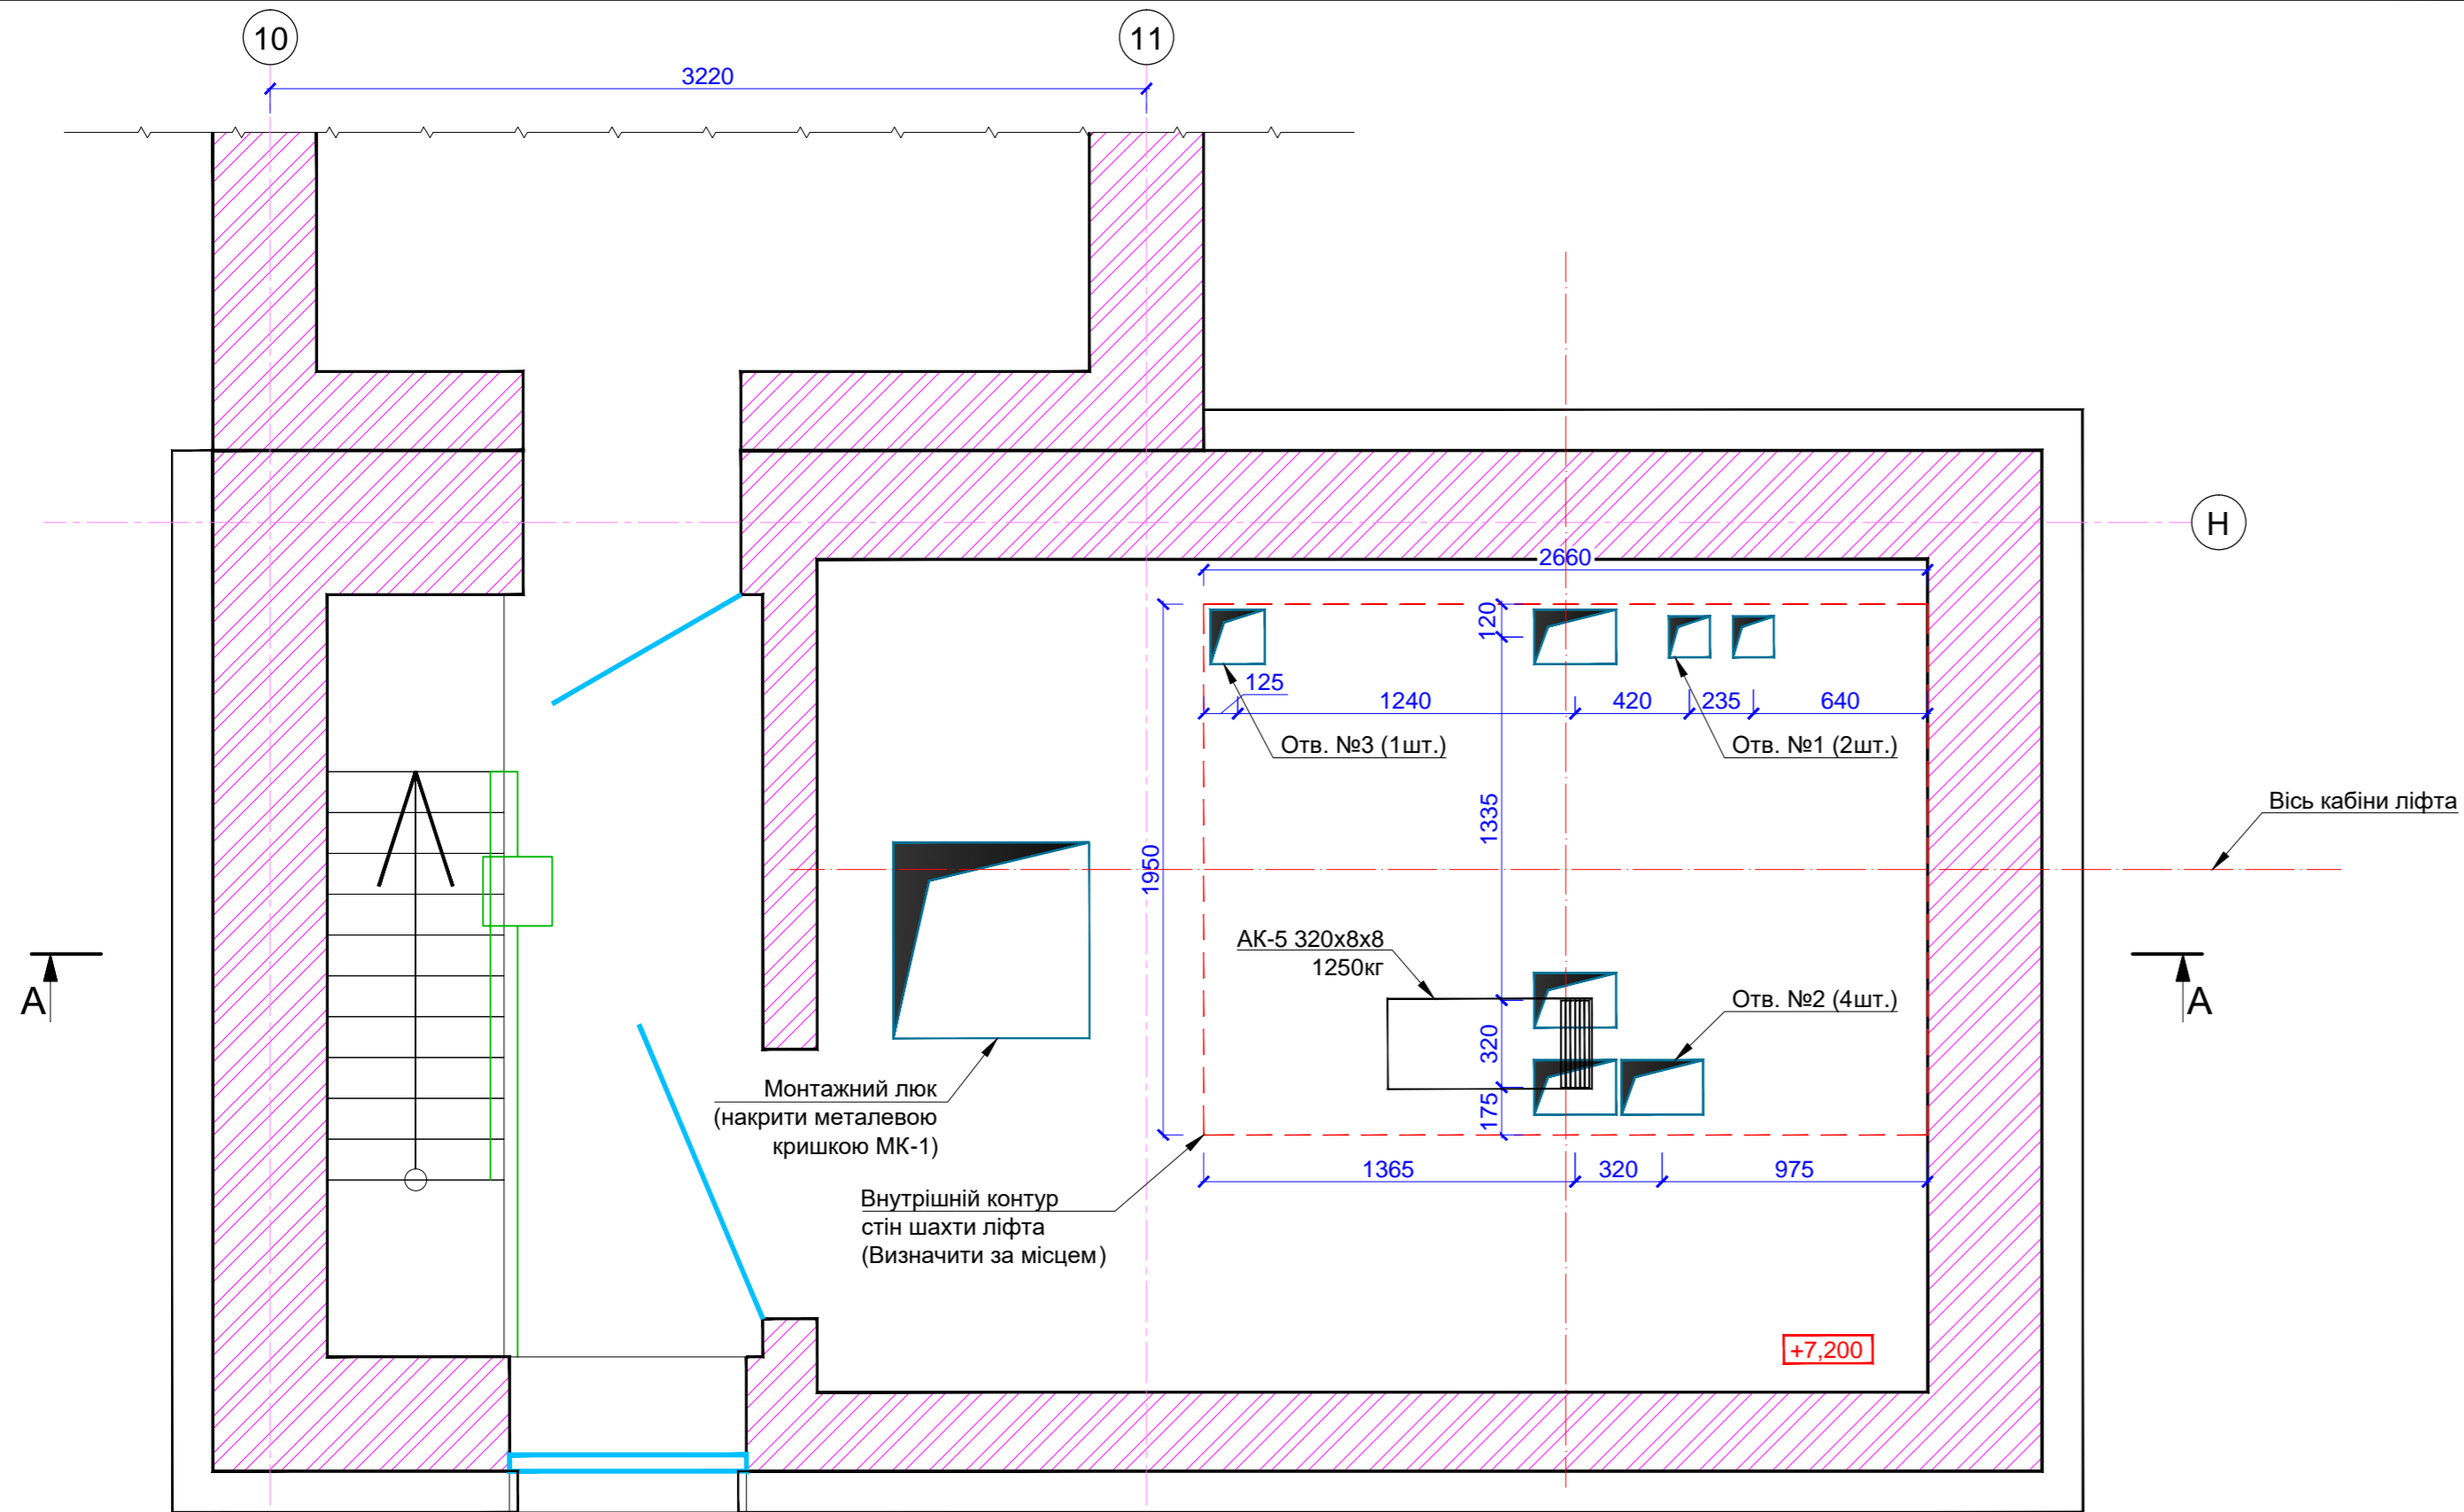 10
11
3220
Н
2660
120
125
1240
420
235
640
Отв. №3 (1шт.)
Отв. №1 (2шт.)
Вісь кабіни ліфта
1335
1950
АК-5 320х8х8
1250кг
А
А
Отв. №2 (4шт.)
320
Монтажний люк
(накрити металевою
кришкою МК-1)
175
1365
320
975
Внутрішній контур
стін шахти ліфта
(Визначити за місцем)
+7,200